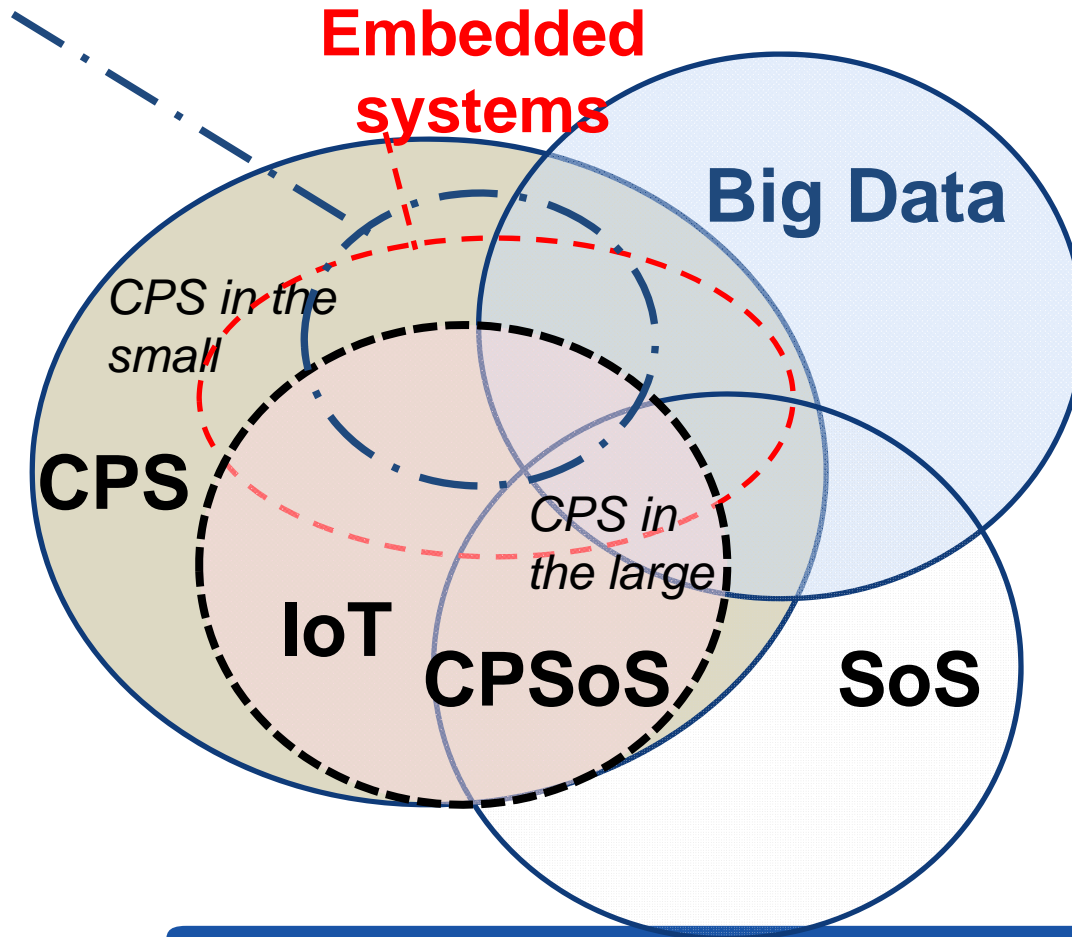 Embedded
systems
Big Data
CPS in the
small
CPS
CPS in
the large
IoT
CPSoS
SoS